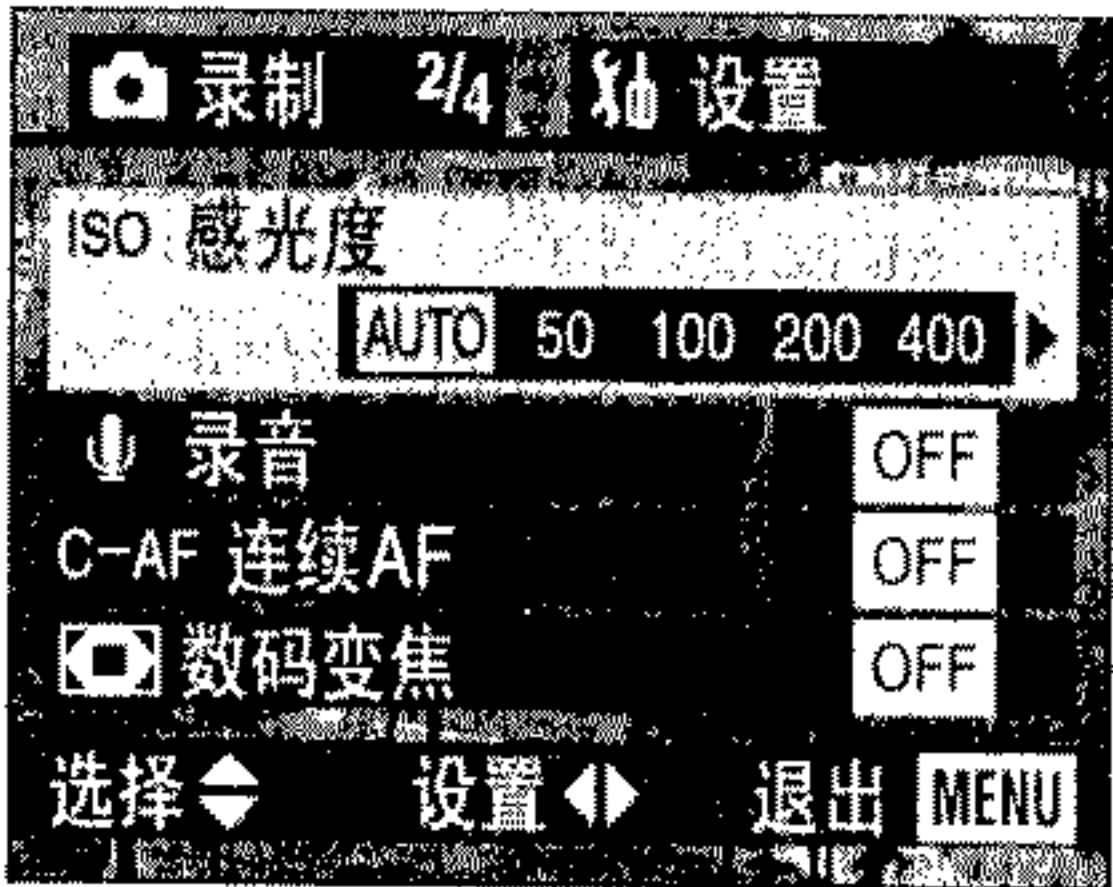 录制 2/4 设置
ISO 感光度
AUTO 50 100 200 400
录音 OFF
C-AF 连续AF OFF
数码变焦 OFF
选择 设置 退出 MENU